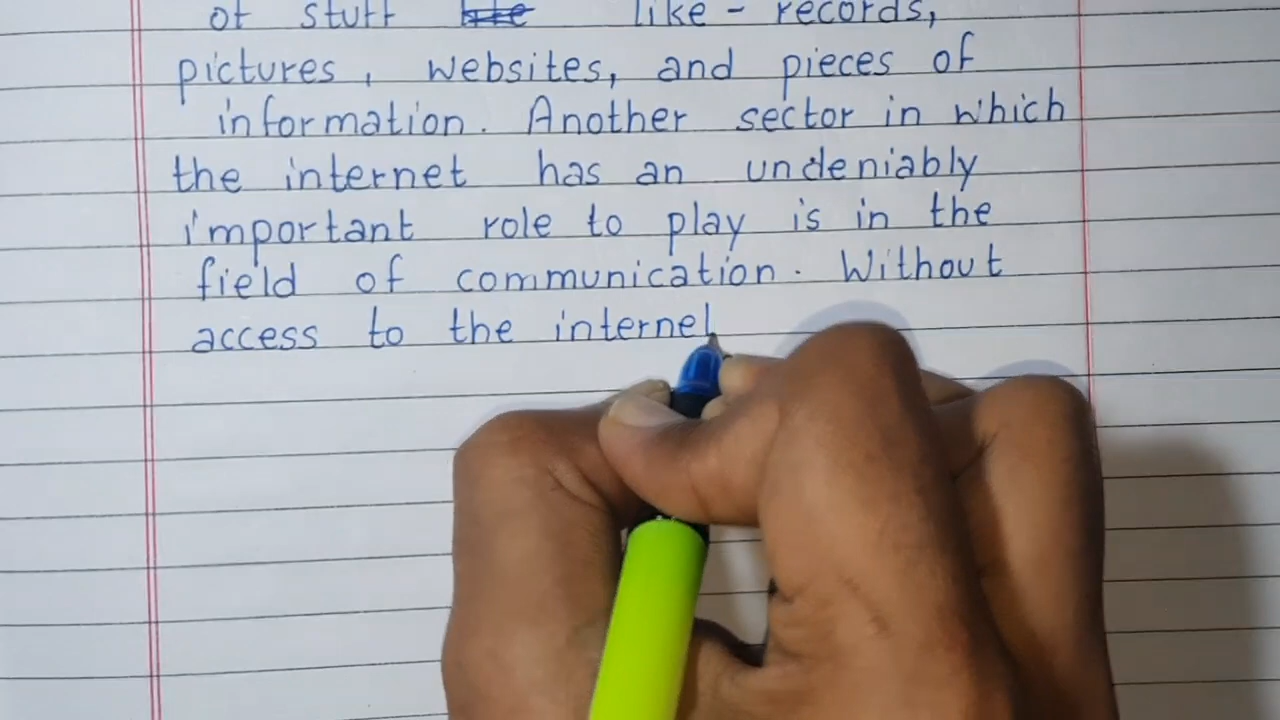 of stuff like - records,
pictures, websites, and pieces of
information. Another sector in which
the internet has an undeniably
important role to play is in the
field of communication. Without
access to the internel